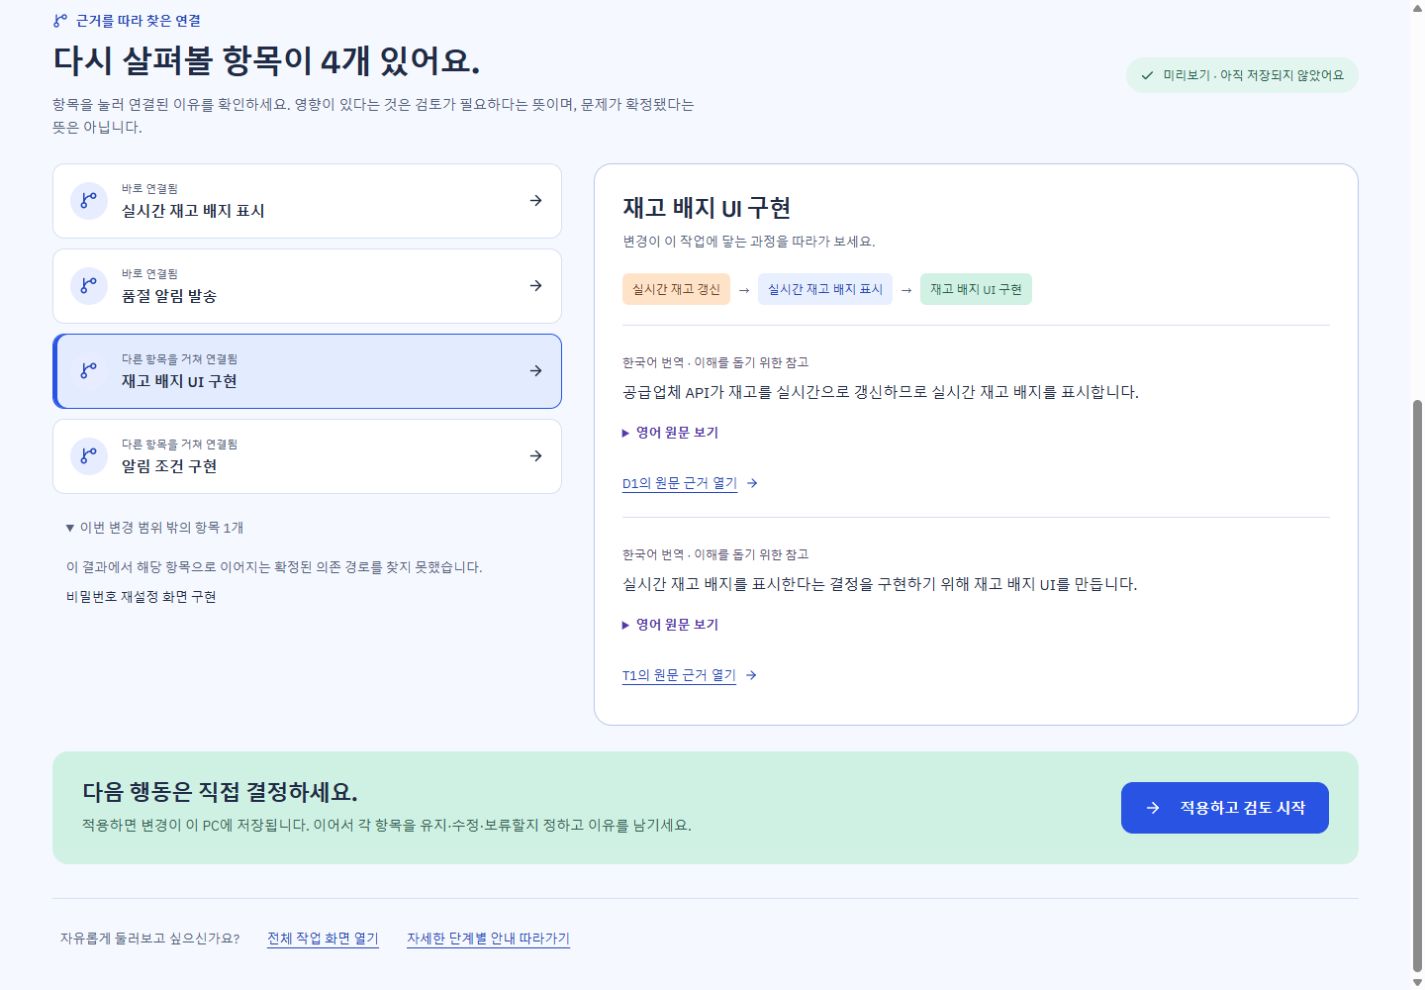 근거를 따라 찾은 연결
다시 살펴볼 항목이 4개 있어요.
항목을 눌러 연결된 이유를 확인하세요. 영향이 있다는 것은 검토가 필요하다는 뜻이며, 문제가 확정됐다는
뜻은 아닙니다.
미리보기 · 아직 저장되지 않았어요
바로 연결됨
실시간 재고 배지 표시
바로 연결됨
품절 알림 발송
다른 항목을 거쳐 연결됨
재고 배지 UI 구현
다른 항목을 거쳐 연결됨
알림 조건 구현
▼ 이번 변경 범위 밖의 항목 1개
이 결과에서 해당 항목으로 이어지는 확정된 의존 경로를 찾지 못했습니다.
비밀번호 재설정 화면 구현
재고 배지 UI 구현
변경이 이 작업에 닿는 과정을 따라가 보세요.
실시간 재고 갱신 → 실시간 재고 배지 표시 → 재고 배지 UI 구현
한국어 번역 · 이해를 돕기 위한 참고
공급업체 API가 재고를 실시간으로 갱신하므로 실시간 재고 배지를 표시합니다.
▶ 영어 원문 보기
D1의 원문 근거 열기 →
한국어 번역 · 이해를 돕기 위한 참고
실시간 재고 배지를 표시한다는 결정을 구현하기 위해 재고 배지 UI를 만듭니다.
▶ 영어 원문 보기
T1의 원문 근거 열기 →
다음 행동은 직접 결정하세요.
적용하면 변경이 이 PC에 저장됩니다. 이어서 각 항목을 유지·수정·보류할지 정하고 이유를 남기세요.
→ 적용하고 검토 시작
자유롭게 둘러보고 싶으신가요? 전체 작업 화면 열기 자세한 단계별 안내 따라가기